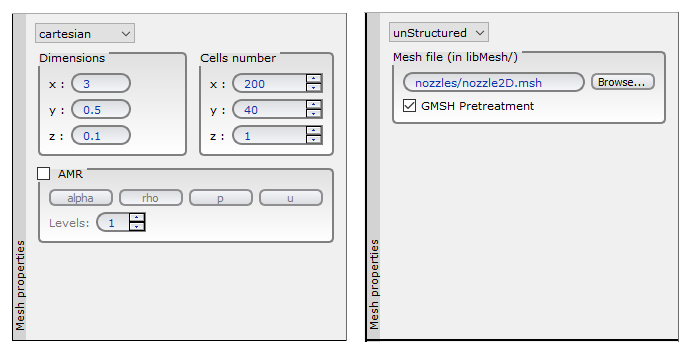 cartesian
Dimensions
x : 3
y : 0.5
z : 0.1
Cells number
x : 200
y : 40
z : 1
AMR
alpha rho p u
Levels: 1
Mesh properties
unStructured
Mesh file (in libMesh/)
nozzles/nozzle2D.msh Browse...
GMSH Pretreatment
Mesh properties